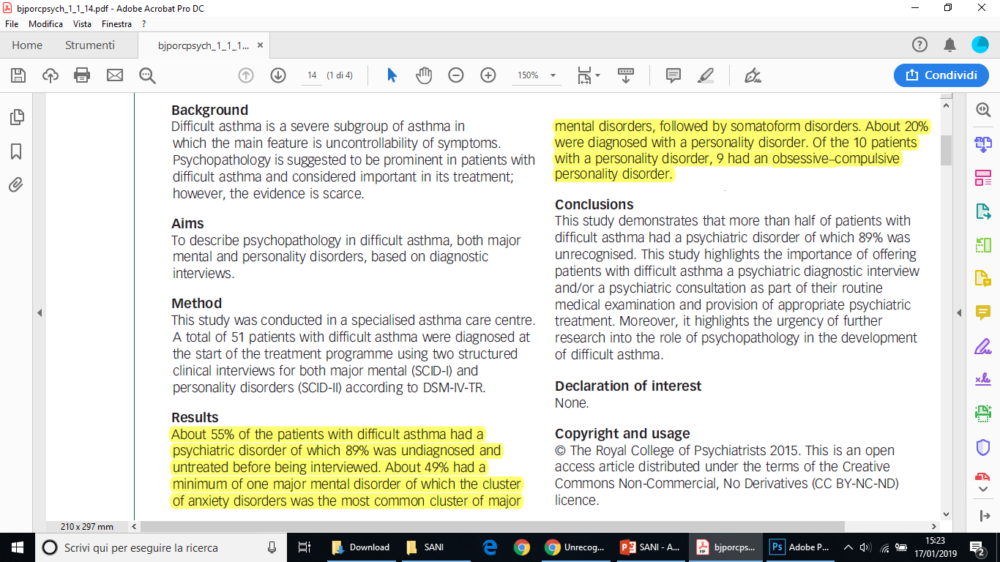 bjporcpsych_1_1_14.pdf - Adobe Acrobat Pro DC
File Modifica Vista Finestra ?
Home Strumenti bjporcpsych_1_1_1... ×
14 (1 di 4) 150% Condividi
Background
Difficult asthma is a severe subgroup of asthma in
which the main feature is uncontrollability of symptoms.
Psychopathology is suggested to be prominent in patients with
difficult asthma and considered important in its treatment;
however, the evidence is scarce.
Aims
To describe psychopathology in difficult asthma, both major
mental and personality disorders, based on diagnostic
interviews.
Method
This study was conducted in a specialised asthma care centre.
A total of 51 patients with difficult asthma were diagnosed at
the start of the treatment programme using two structured
clinical interviews for both major mental (SCID-I) and
personality disorders (SCID-II) according to DSM-IV-TR.
Results
About 55% of the patients with difficult asthma had a
psychiatric disorder of which 89% was undiagnosed and
untreated before being interviewed. About 49% had a
minimum of one major mental disorder of which the cluster
of anxiety disorders was the most common cluster of major
mental disorders, followed by somatoform disorders. About 20%
were diagnosed with a personality disorder. Of the 10 patients
with a personality disorder, 9 had an obsessive–compulsive
personality disorder.
Conclusions
This study demonstrates that more than half of patients with
difficult asthma had a psychiatric disorder of which 89% was
unrecognised. This study highlights the importance of offering
patients with difficult asthma a psychiatric diagnostic interview
and/or a psychiatric consultation as part of their routine
medical examination and provision of appropriate psychiatric
treatment. Moreover, it highlights the urgency of further
research into the role of psychopathology in the development
of difficult asthma.
Declaration of interest
None.
Copyright and usage
© The Royal College of Psychiatrists 2015. This is an open
access article distributed under the terms of the Creative
Commons Non-Commercial, No Derivatives (CC BY-NC-ND)
licence.
210 x 297 mm
Scrivi qui per eseguire la ricerca Download SANI Unrecog... SANI - A... bjporcps... Adobe P... 15:23
17/01/2019 2